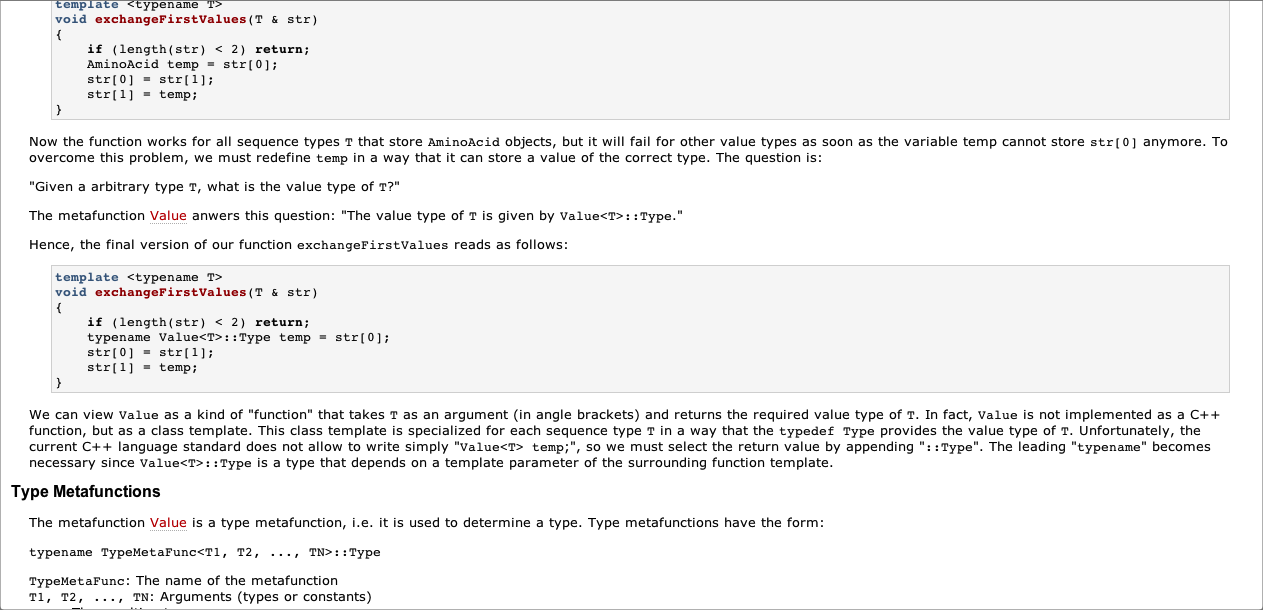 template <typename T>
void exchangeFirstValues(T & str)
{
    if (length(str) < 2) return;
    AminoAcid temp = str[0];
    str[0] = str[1];
    str[1] = temp;
}
Now the function works for all sequence types T that store AminoAcid objects, but it will fail for other value types as soon as the variable temp cannot store str[0] anymore. To
overcome this problem, we must redefine temp in a way that it can store a value of the correct type. The question is:
"Given a arbitrary type T, what is the value type of T?"
The metafunction Value anwers this question: "The value type of T is given by Value<T>::Type."
Hence, the final version of our function exchangeFirstValues reads as follows:
template <typename T>
void exchangeFirstValues(T & str)
{
    if (length(str) < 2) return;
    typename Value<T>::Type temp = str[0];
    str[0] = str[1];
    str[1] = temp;
}
We can view Value as a kind of "function" that takes T as an argument (in angle brackets) and returns the required value type of T. In fact, Value is not implemented as a C++
function, but as a class template. This class template is specialized for each sequence type T in a way that the typedef Type provides the value type of T. Unfortunately, the
current C++ language standard does not allow to write simply "Value<T> temp;", so we must select the return value by appending "::Type". The leading "typename" becomes
necessary since Value<T>::Type is a type that depends on a template parameter of the surrounding function template.
Type Metafunctions
The metafunction Value is a type metafunction, i.e. it is used to determine a type. Type metafunctions have the form:
typename TypeMetaFunc<T1, T2, ..., TN>::Type
TypeMetaFunc: The name of the metafunction
T1, T2, ..., TN: Arguments (types or constants)